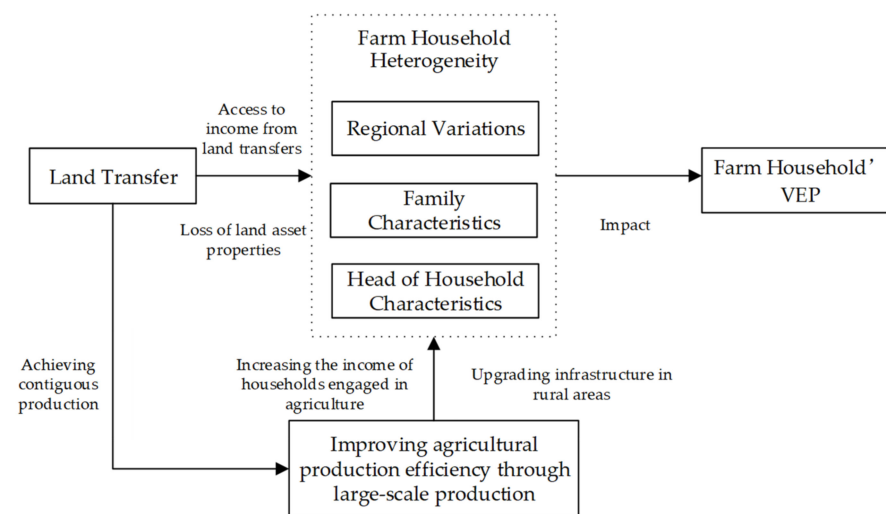 Farm Household
Heterogeneity
Access to
income from
land transfers
Regional Variations
Land Transfer
Farm Household’
VEP
Family
Characteristics
Loss of land asset
properties
Impact
Head of Household
Characteristics
Achieving
contiguous
production
Increasing the income of
households engaged in
agriculture
Upgrading infrastructure in
rural areas
Improving agricultural
production efficiency through
large-scale production